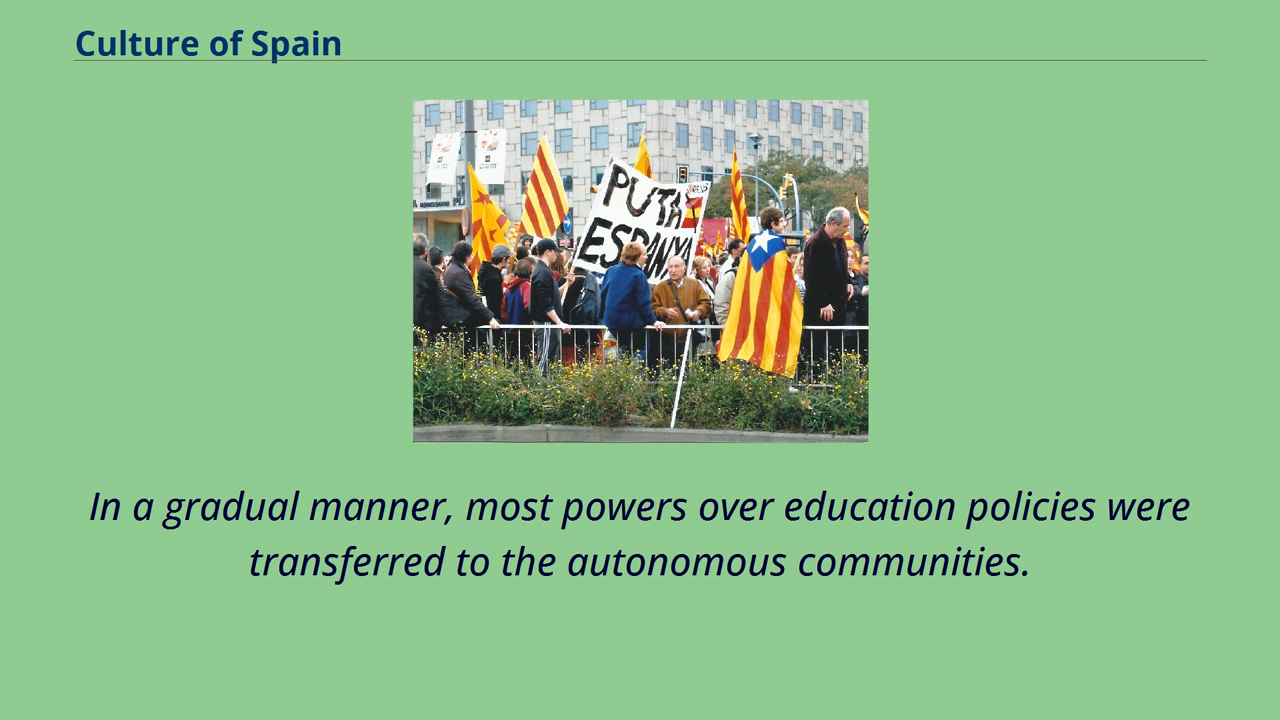 Culture of Spain
PUTA
ESPANYA
In a gradual manner, most powers over education policies were
transferred to the autonomous communities.